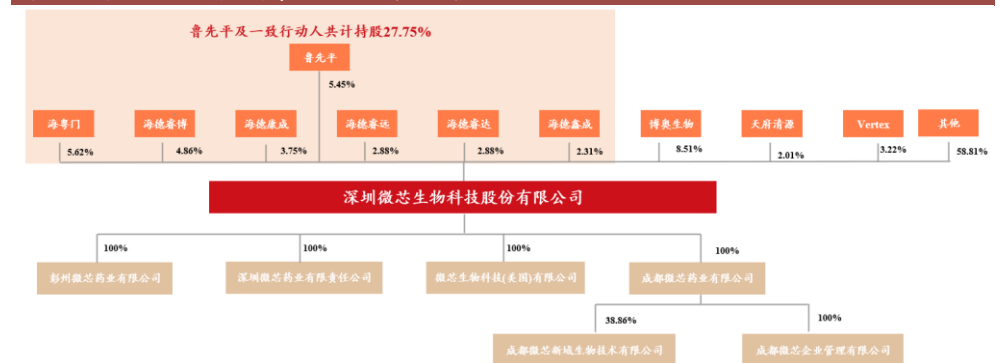 鲁先平及一致行动人共计持股27.75%
鲁先平
5.45%
海粤门
海德睿博
海德康成
海德睿远
海德睿达
海德鑫成
博奥生物
天府清源
Vertex
其他
5.62%
4.86%
3.75%
2.88%
2.88%
2.31%
8.51%
2.01%
3.22%
58.81%
深圳微芯生物科技股份有限公司
100%
100%
100%
100%
彭州微芯药业有限公司
深圳微芯药业有限责任公司
微芯生物科技(美国)有限公司
成都微芯药业有限公司
38.86%
100%
成都微芯新域生物技术有限公司
成都微芯企业管理有限公司